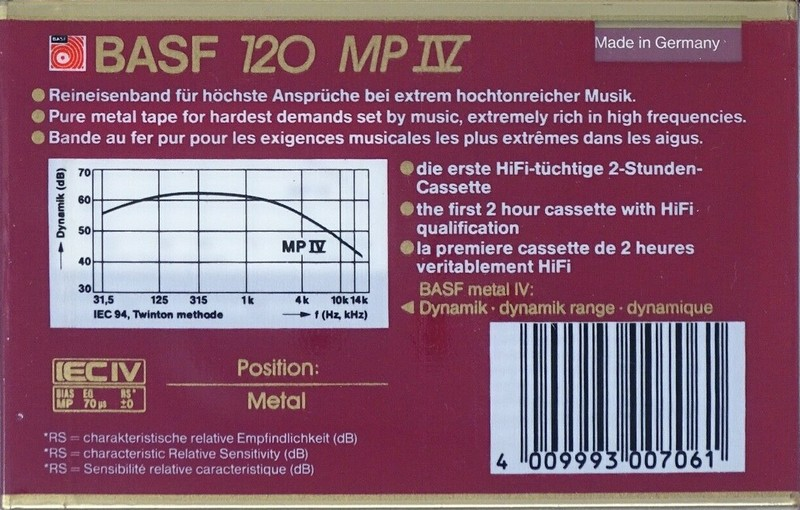 BASF
BASF 120 MP IV
Made in Germany
Reineisenband für höchste Ansprüche bei extrem hochtonreicher Musik.
Pure metal tape for hardest demands set by music, extremely rich in high frequencies.
Bande au fer pur pour les exigences musicales les plus extrêmes dans les aigus.
Dynamik (dB)
70
60
50
40
30
MP IV
31,5 125 315 1k 4k 10k 14k
IEC 94, Twinton methode f (Hz, kHz)
die erste HiFi-tüchtige 2-Stunden-
Cassette
the first 2 hour cassette with HiFi
qualification
la premiere cassette de 2 heures
veritablement HiFi
BASF metal IV:
Dynamik · dynamik range · dynamique
IEC IV
BIAS EQ RS*
MP 70 µs ±0
Position:
Metal
*RS = charakteristische relative Empfindlichkeit (dB)
*RS = characteristic Relative Sensitivity (dB)
*RS = Sensibilité relative caracteristique (dB)
4 009993 007061